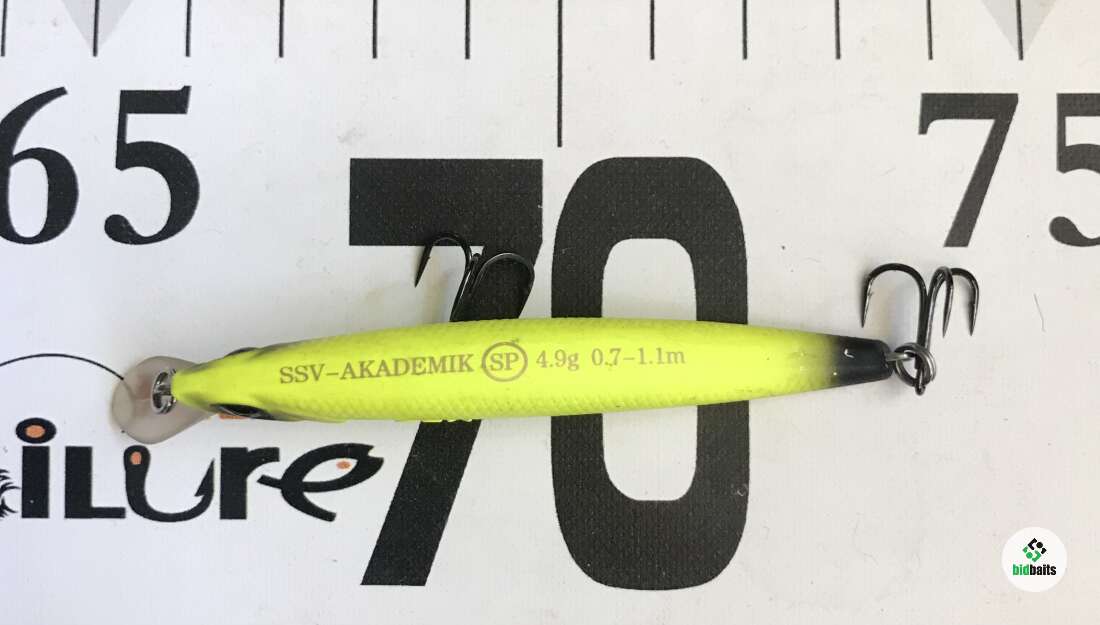 65
70
75
SSV-AKADEMIK SP 4.9g 0.7-1.1m
iLure
bidbaits